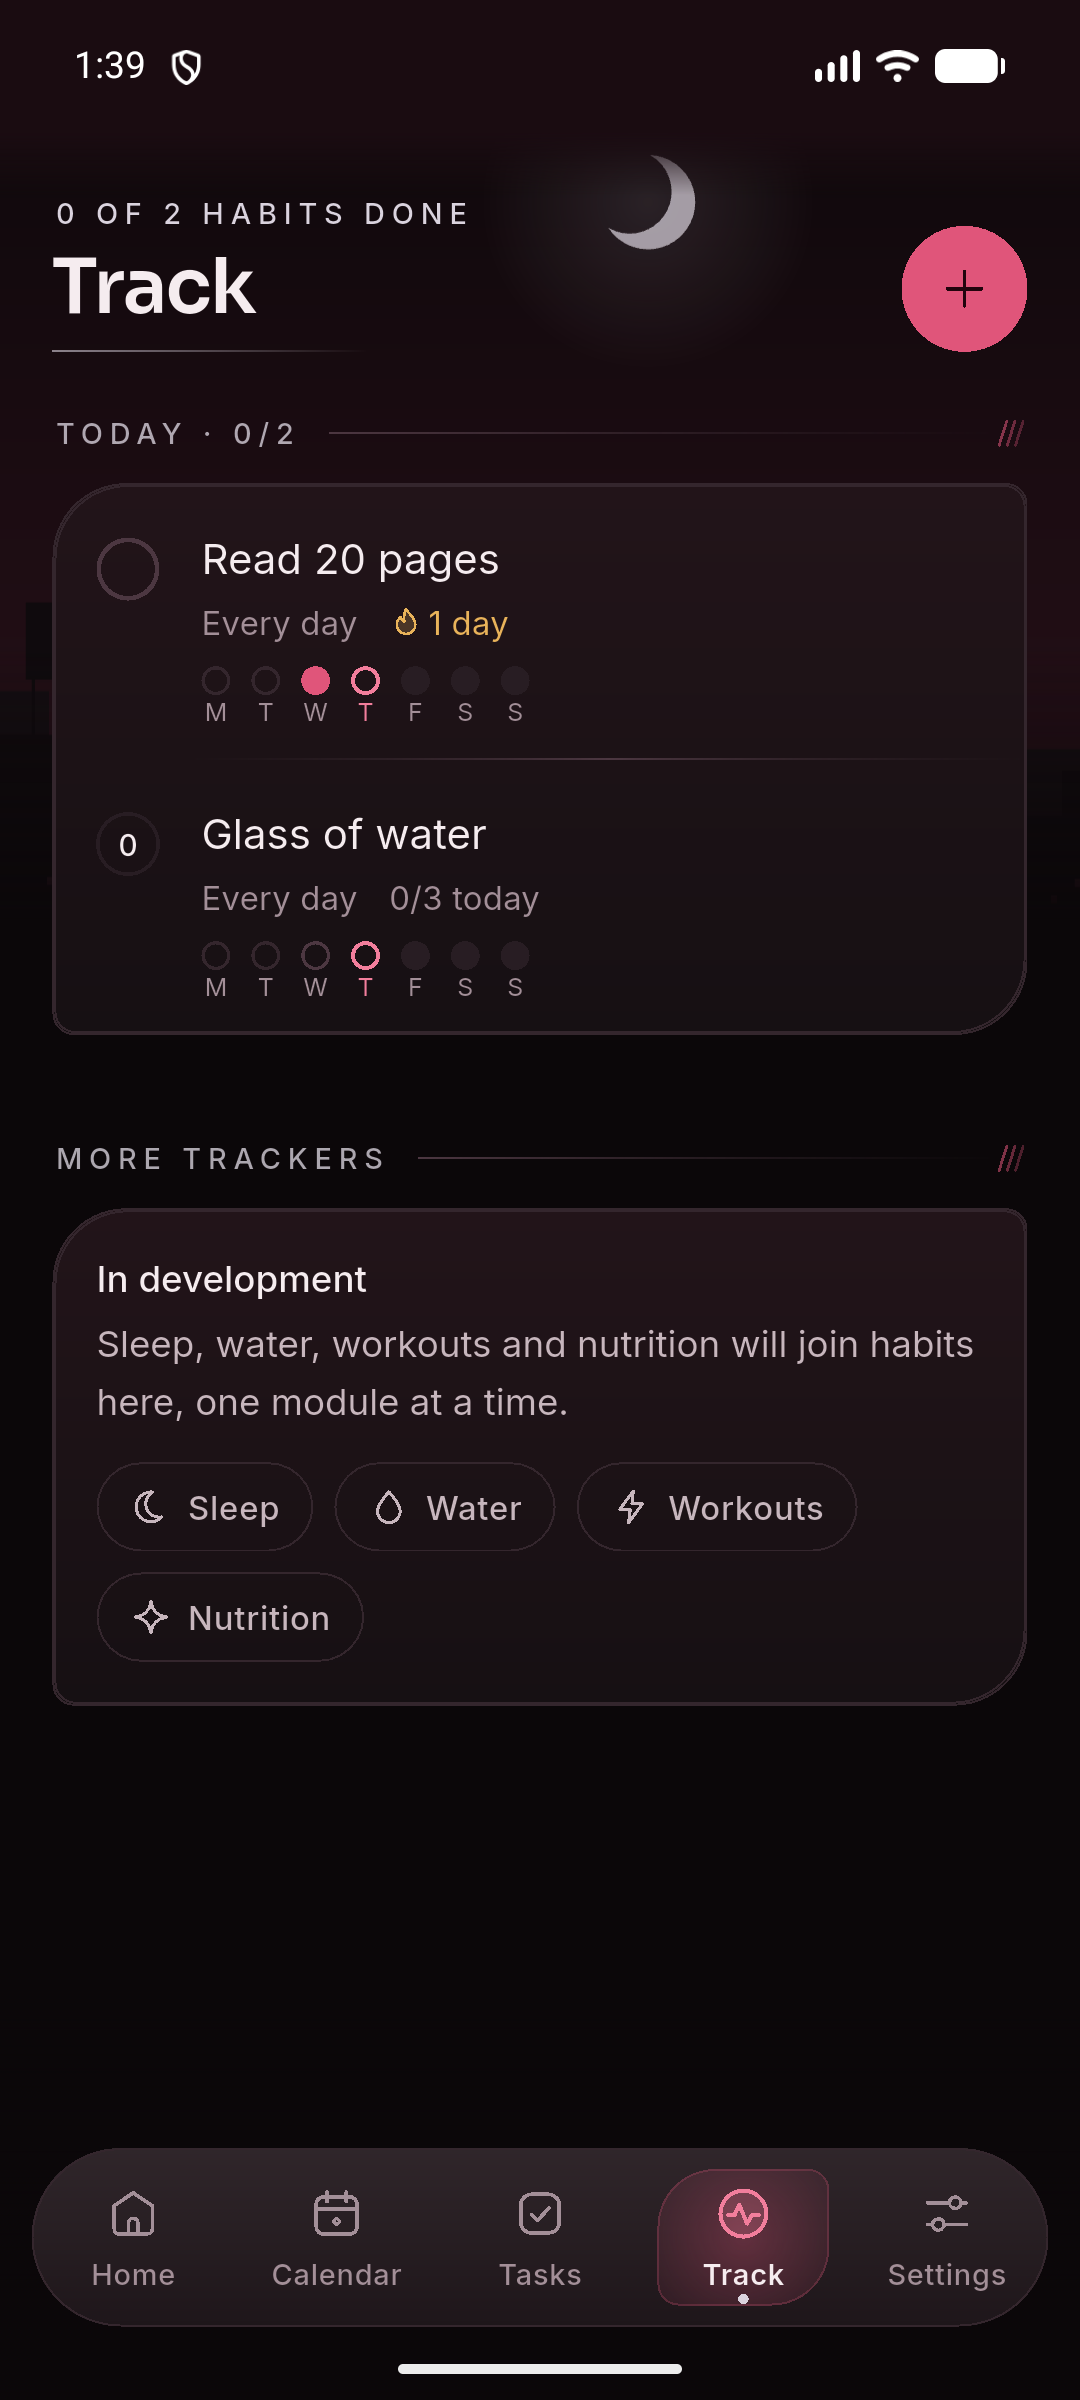 1:39
0 OF 2 HABITS DONE
Track
TODAY · 0/2
Read 20 pages
Every day 1 day
M T W T F S S
0 Glass of water
Every day 0/3 today
M T W T F S S
MORE TRACKERS
In development
Sleep, water, workouts and nutrition will join habits
here, one module at a time.
Sleep Water Workouts
Nutrition
Home Calendar Tasks Track Settings